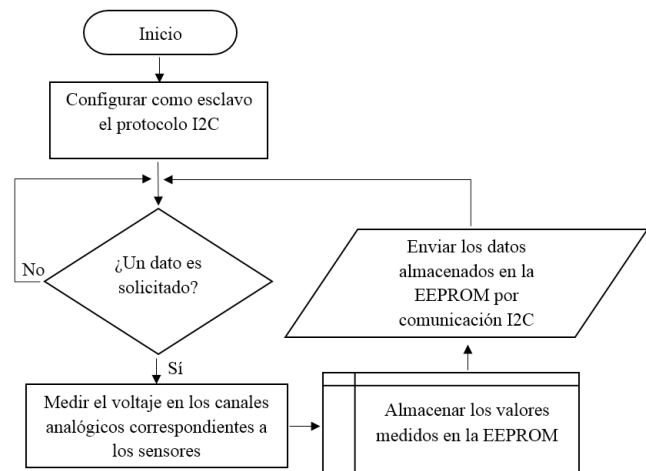 Inicio
Configurar como esclavo
el protocolo I2C
¿Un dato es
solicitado?
No
Sí
Medir el voltaje en los canales
analógicos correspondientes a
los sensores
Almacenar los valores
medidos en la EEPROM
Enviar los datos
almacenados en la
EEPROM por
comunicación I2C